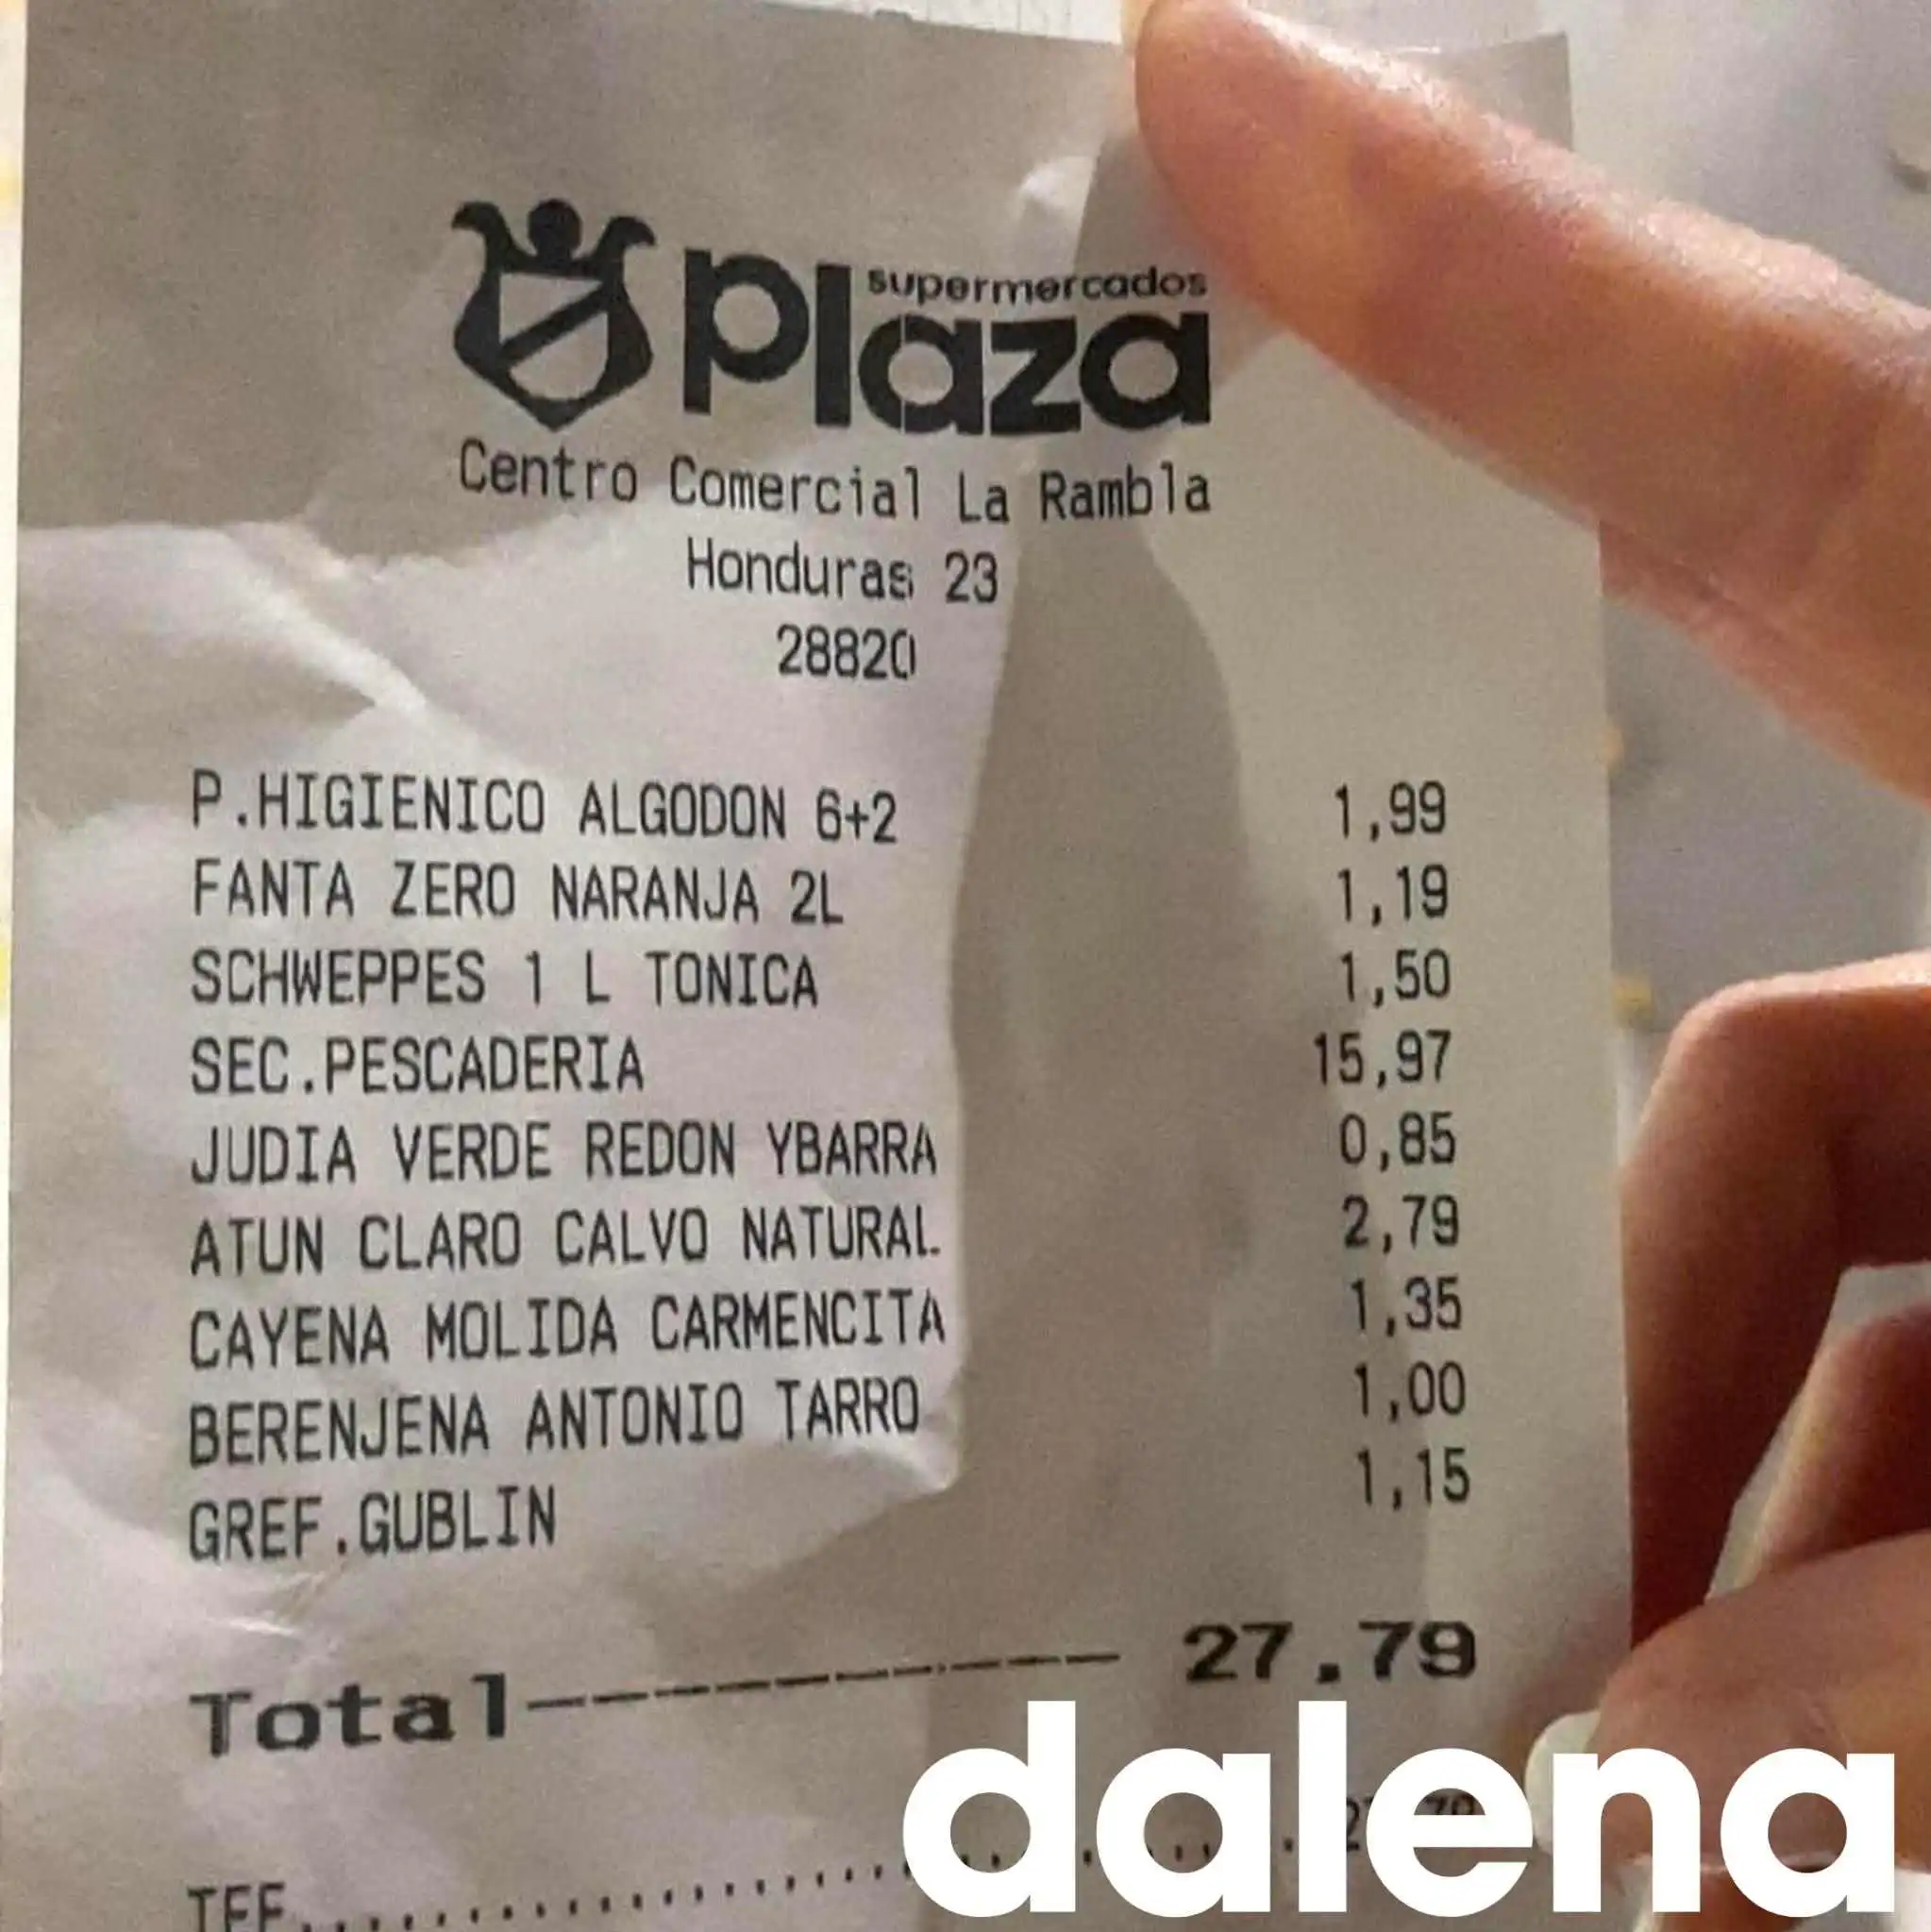 supermercados
plaza
Centro Comercial La Rambla
Honduras 23
28820
P.HIGIENICO ALGODON 6+2 1,99
FANTA ZERO NARANJA 2L 1,19
SCHWEPPES 1 L TONICA 1,50
SEC.PESCADERIA 15,97
JUDIA VERDE REDON YBARRA 0,85
ATUN CLARO CALVO NATURAL 2,79
CAYENA MOLIDA CARMENCITA 1,35
BERENJENA ANTONIO TARRO 1,00
GREF.GUBLIN 1,15
Total------------ 27.79
dalena